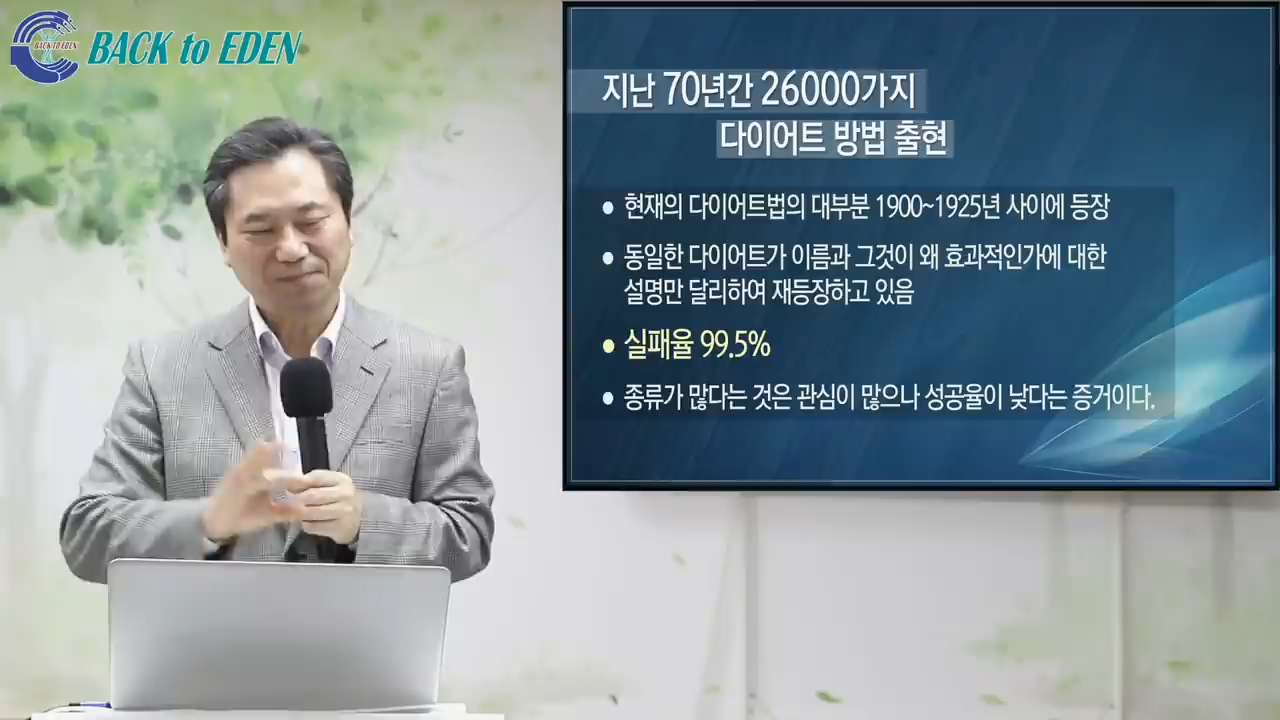 BACK TO EDEN
BACK to EDEN
지난 70년간 26000가지
다이어트 방법 출현
• 현재의 다이어트법의 대부분 1900~1925년 사이에 등장
• 동일한 다이어트가 이름과 그것이 왜 효과적인가에 대한
설명만 달리하여 재등장하고 있음
• 실패율 99.5%
• 종류가 많다는 것은 관심이 많으나 성공율이 낮다는 증거이다.